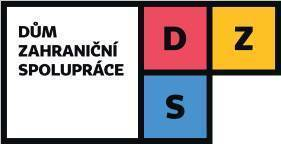 DŮM
ZAHRANIČNÍ
SPOLUPRÁCE
D Z
S